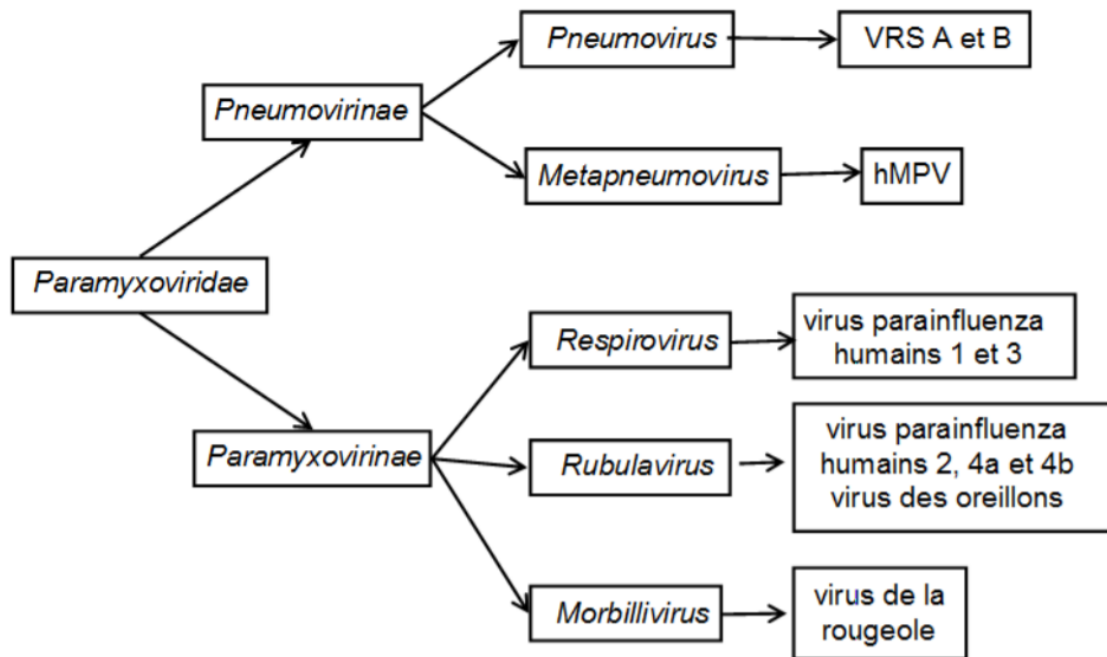 Pneumovirus
VRS A et B
Pneumovirinae
Metapneumovirus
hMPV
Paramyxoviridae
Respirovirus
virus parainfluenza
humains 1 et 3
Paramyxovirinae
Rubulavirus
virus parainfluenza
humains 2, 4a et 4b
virus des oreillons
Morbillivirus
virus de la
rougeole